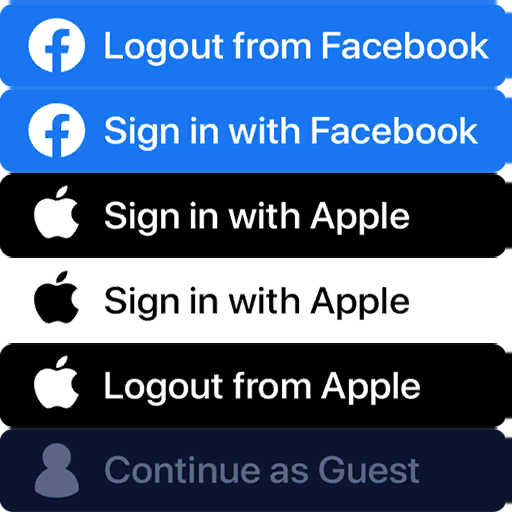 Logout from Facebook
Sign in with Facebook
Sign in with Apple
Sign in with Apple
Logout from Apple
Continue as Guest